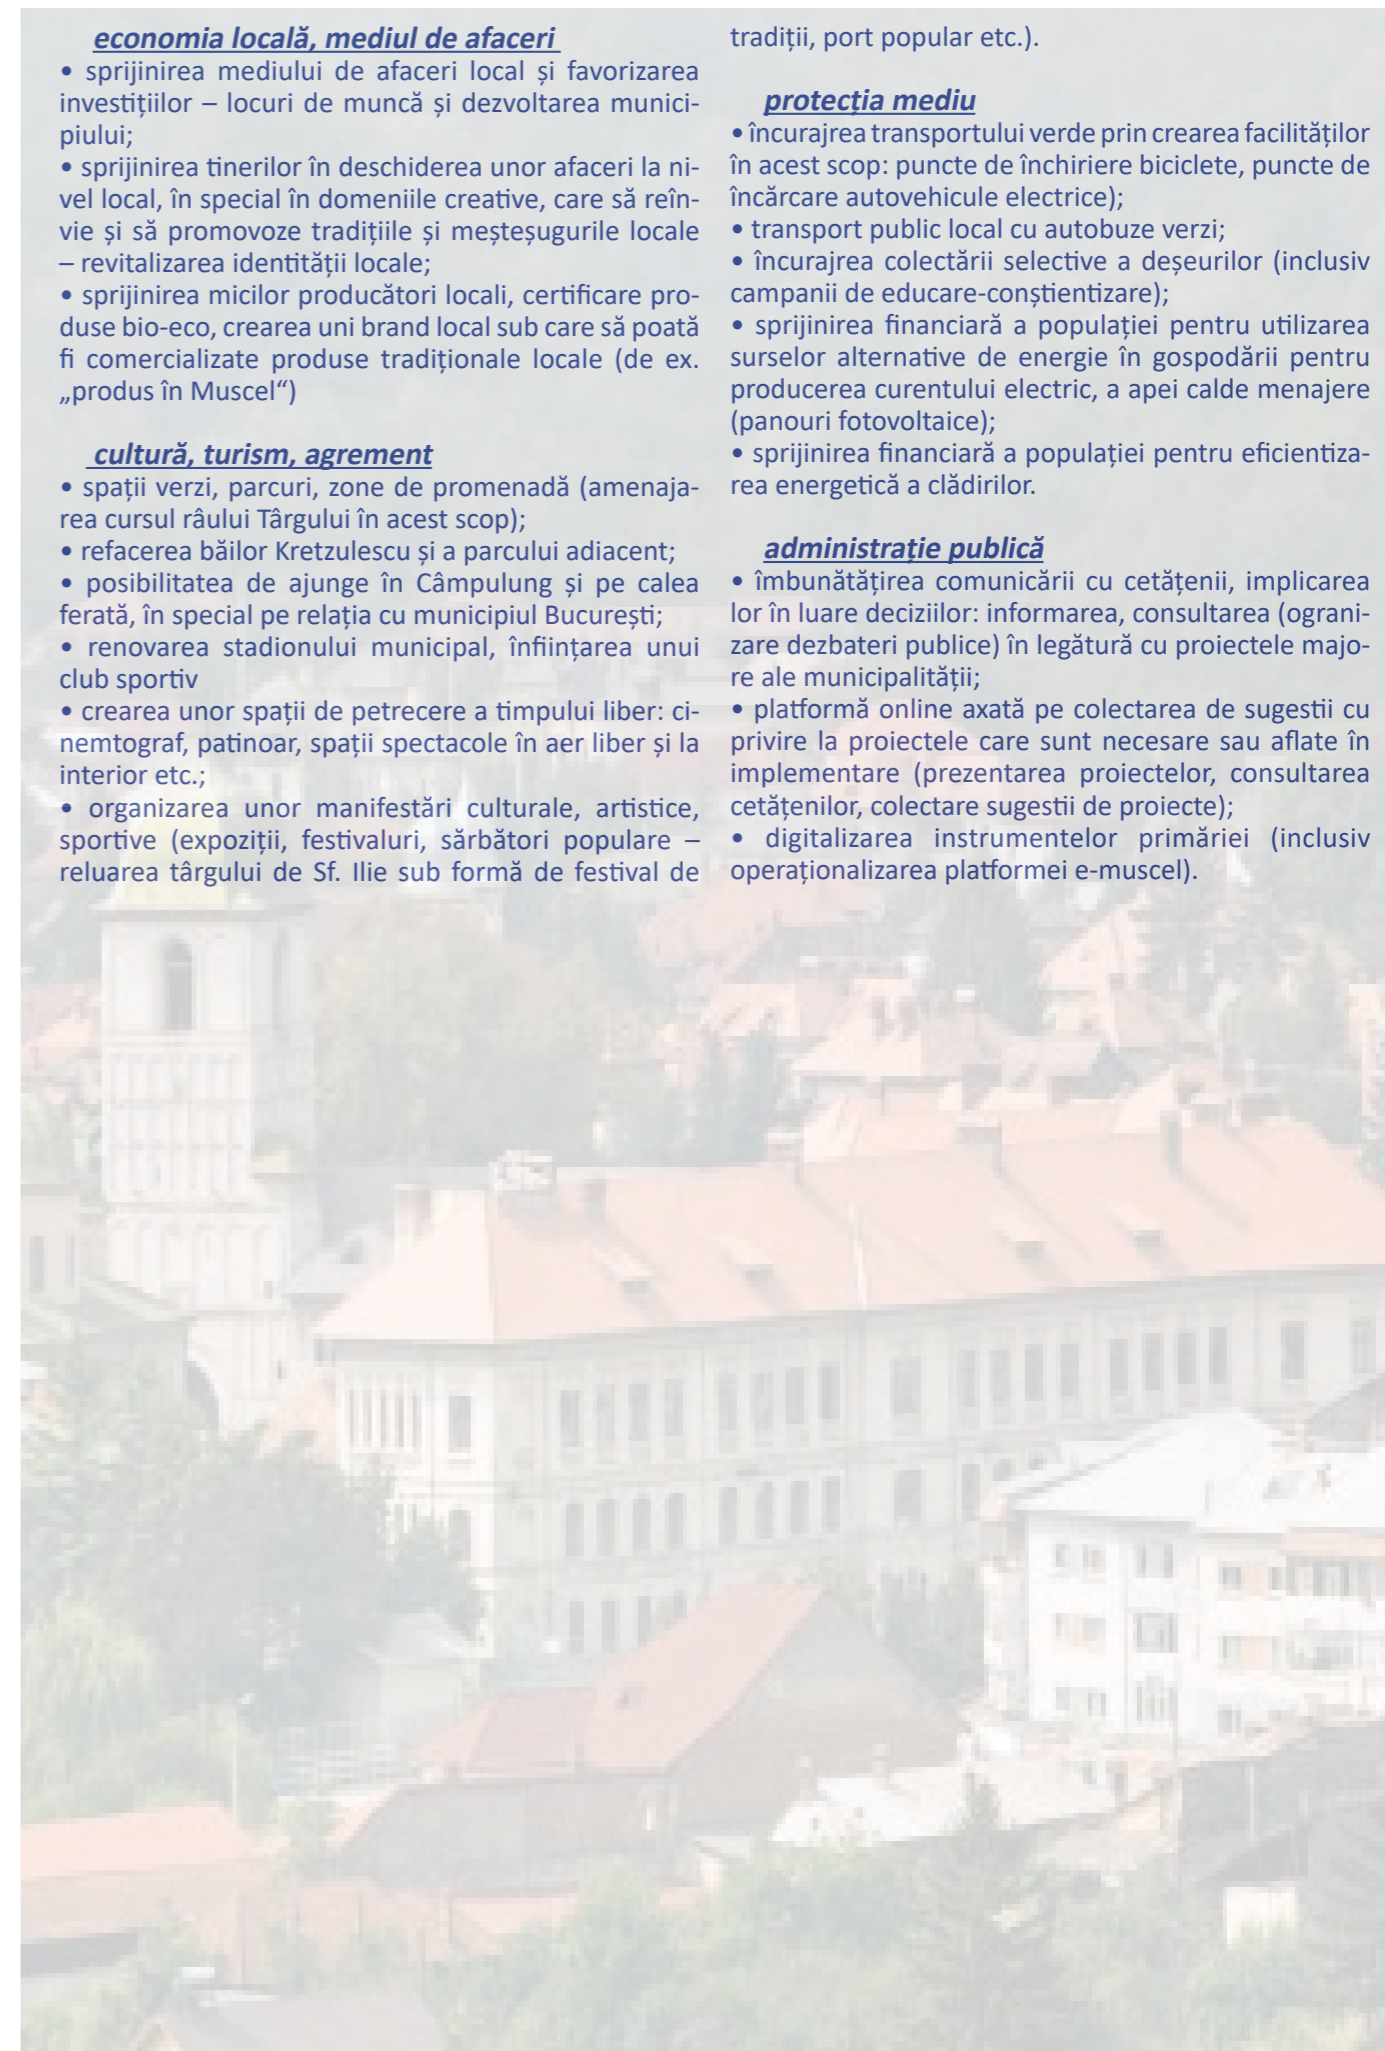 economia locală, mediul de afaceri
• sprijinirea mediului de afaceri local și favorizarea
investițiilor – locuri de muncă și dezvoltarea munici-
piului;
• sprijinirea tinerilor în deschiderea unor afaceri la ni-
vel local, în special în domeniile creative, care să reîn-
vie și să promovoze tradițiile și meșteșugurile locale
– revitalizarea identității locale;
• sprijinirea micilor producători locali, certificare pro-
duse bio-eco, crearea uni brand local sub care să poată
fi comercializate produse tradiționale locale (de ex.
„produs în Muscel“)
cultură, turism, agrement
• spații verzi, parcuri, zone de promenadă (amenaja-
rea cursul râului Târgului în acest scop);
• refacerea băilor Kretzulescu și a parcului adiacent;
• posibilitatea de ajunge în Câmpulung și pe calea
ferată, în special pe relația cu municipiul București;
• renovarea stadionului municipal, înființarea unui
club sportiv
• crearea unor spații de petrecere a timpului liber: ci-
nemtograf, patinoar, spații spectacole în aer liber și la
interior etc.;
• organizarea unor manifestări culturale, artistice,
sportive (expoziții, festivaluri, sărbători populare –
reluarea târgului de Sf. Ilie sub formă de festival de
tradiții, port popular etc.).
protecția mediu
• încurajrea transportului verde prin crearea facilităților
în acest scop: puncte de închiriere biciclete, puncte de
încărcare autovehicule electrice);
• transport public local cu autobuze verzi;
• încurajrea colectării selective a deșeurilor (inclusiv
campanii de educare-conștientizare);
• sprijinirea financiară a populației pentru utilizarea
surselor alternative de energie în gospodării pentru
producerea curentului electric, a apei calde menajere
(panouri fotovoltaice);
• sprijinirea financiară a populației pentru eficientiza-
rea energetică a clădirilor.
administrație publică
• îmbunătățirea comunicării cu cetățenii, implicarea
lor în luare deciziilor: informarea, consultarea (ograni-
zare dezbateri publice) în legătură cu proiectele majo-
re ale municipalității;
• platformă online axată pe colectarea de sugestii cu
privire la proiectele care sunt necesare sau aflate în
implementare (prezentarea proiectelor, consultarea
cetățenilor, colectare sugestii de proiecte);
• digitalizarea instrumentelor primăriei (inclusiv
operaționalizarea platformei e-muscel).